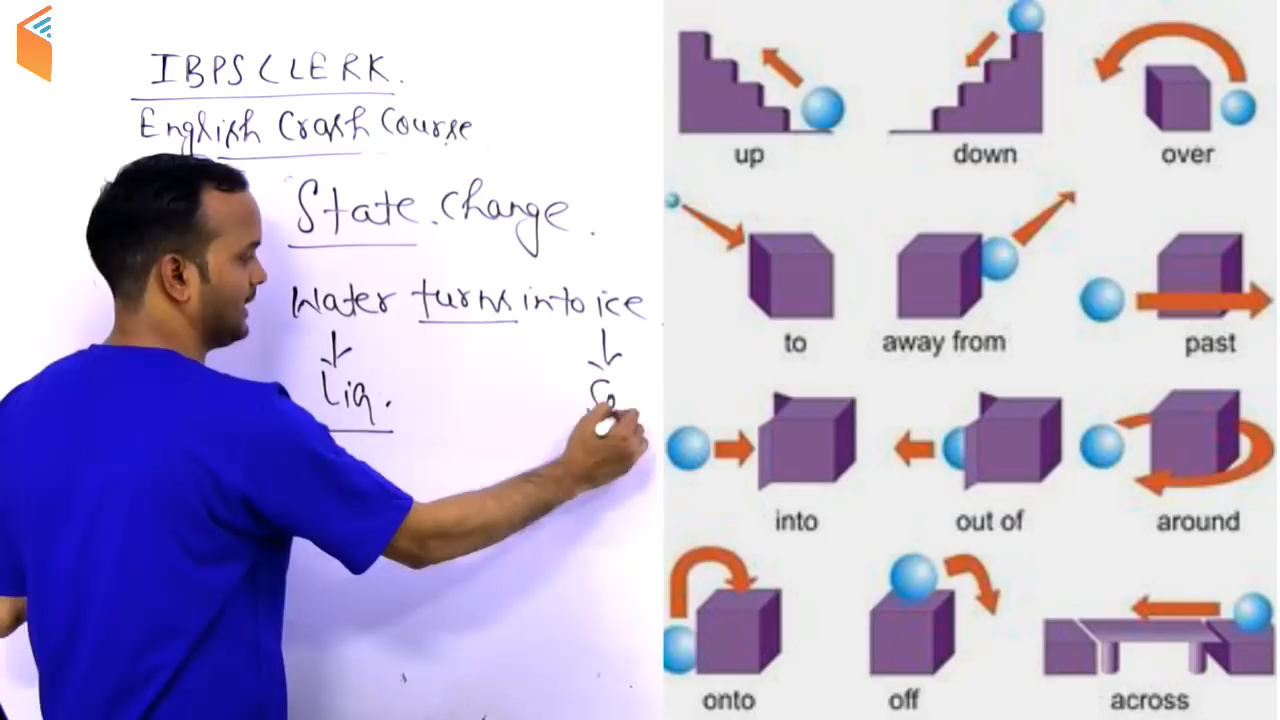 IBPS CLERK.
English Crash Course
State change.
Water turns into ice
Liq.
up
down
over
to
away from
past
into
out of
around
onto
off
across